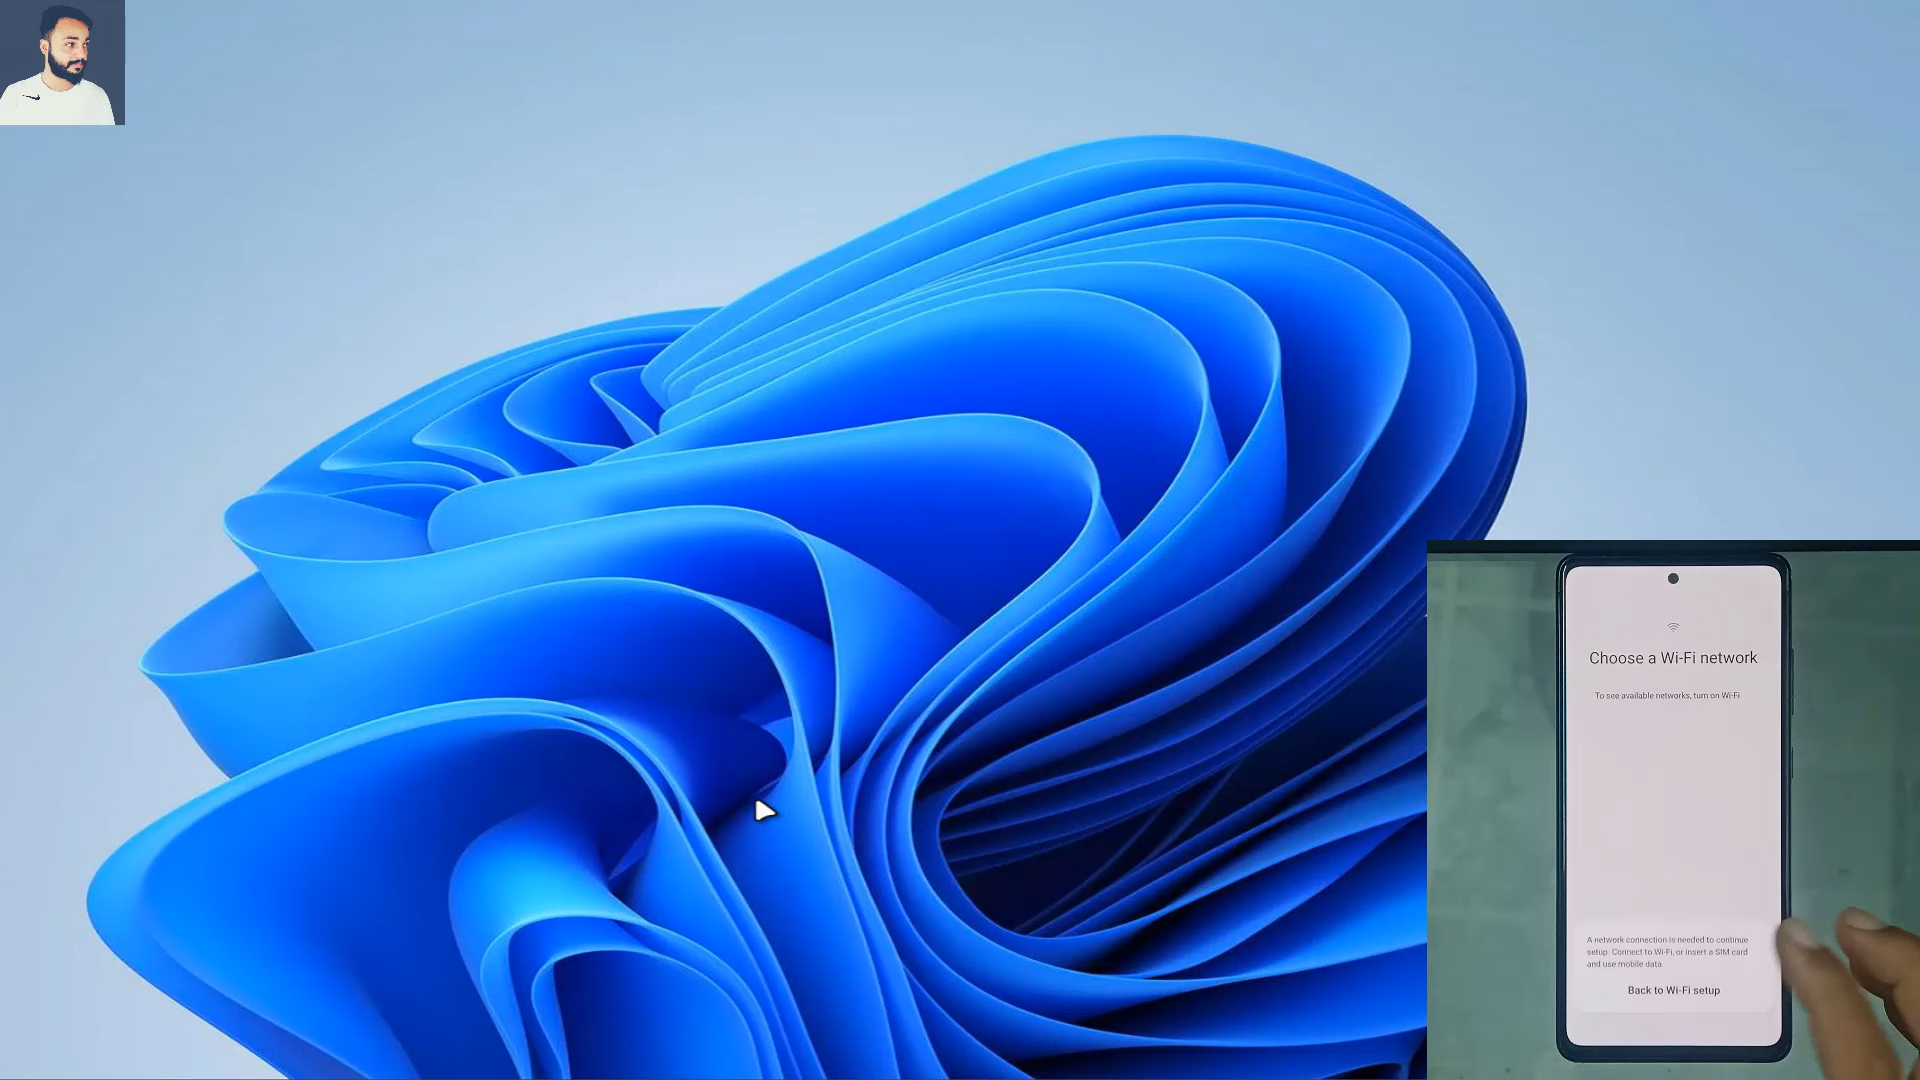 Choose a Wi-Fi network
To see available networks, turn on Wi-Fi
A network connection is needed to continue
setup. Connect to Wi-Fi, or insert a SIM card
and use mobile data.
Back to Wi-Fi setup